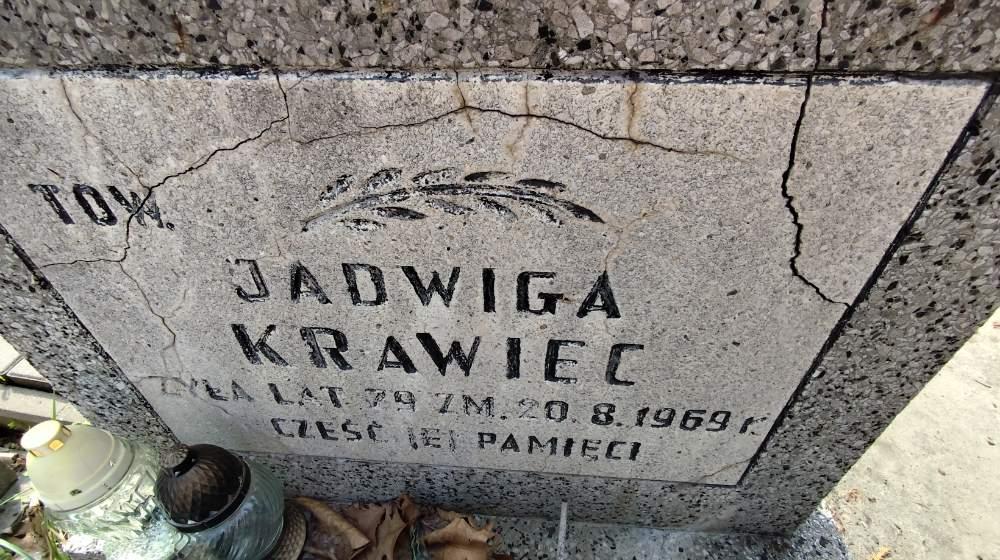 TOW.
JADWIGA
KRAWIEC
ŻYŁA LAT 79 ZM. 20.8.1969 r.
CZEŚĆ JEJ PAMIĘCI